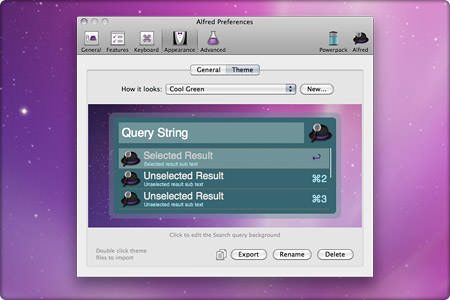 Alfred Preferences
General Features Keyboard Appearance Advanced Powerpack Alfred
General Theme
How it looks: Cool Green New...
Query String
Selected Result
Selected result sub text
Unselected Result ⌘2
Unselected result sub text
Unselected Result ⌘3
Unselected result sub text
Click to edit the Search query background
Double click theme
files to import
Export Rename Delete